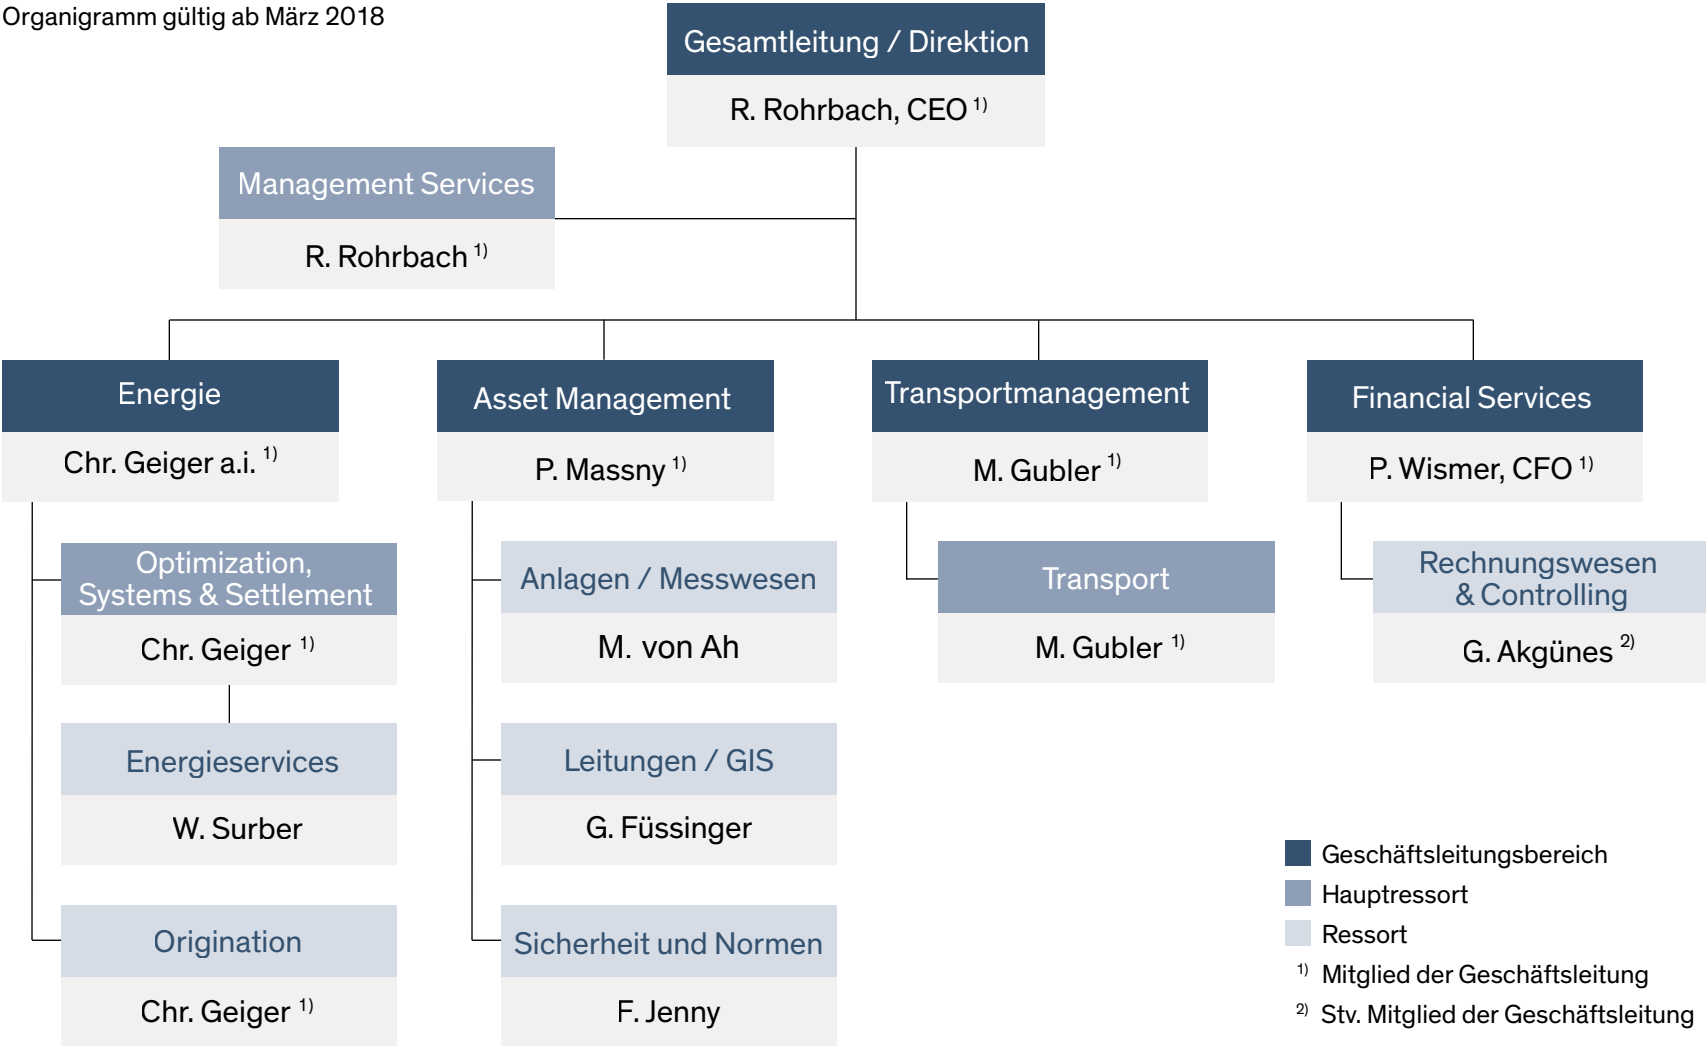 Organigramm gültig ab März 2018
Gesamtleitung / Direktion
R. Rohrbach, CEO 1)
Management Services
R. Rohrbach 1)
Energie
Chr. Geiger a.i. 1)
Optimization,
Systems & Settlement
Chr. Geiger 1)
Energieservices
W. Surber
Origination
Chr. Geiger 1)
Asset Management
P. Massny 1)
Anlagen / Messwesen
M. von Ah
Leitungen / GIS
G. Füssinger
Sicherheit und Normen
F. Jenny
Transportmanagement
M. Gubler 1)
Transport
M. Gubler 1)
Financial Services
P. Wismer, CFO 1)
Rechnungswesen
& Controlling
G. Akgünes 2)
Geschäftsleitungsbereich
Hauptressort
Ressort
1) Mitglied der Geschäftsleitung
2) Stv. Mitglied der Geschäftsleitung